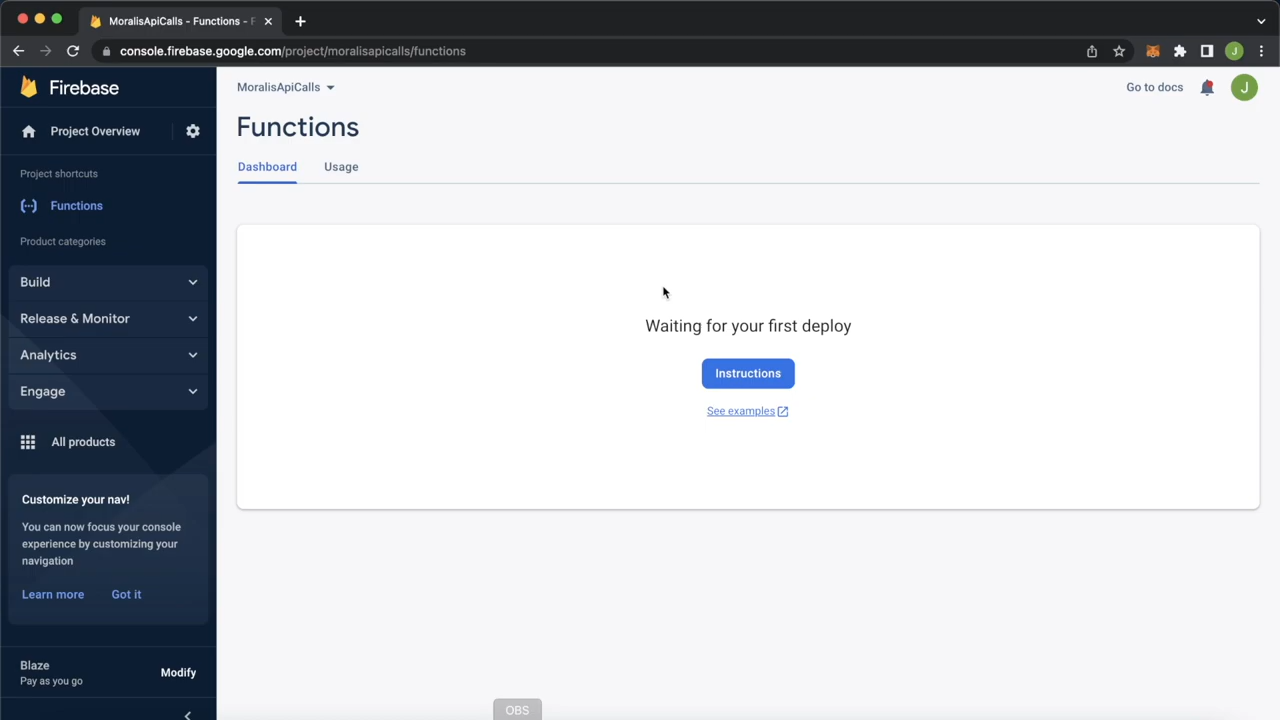 MoralisApiCalls - Functions - F
console.firebase.google.com/project/moralisapicalls/functions
J
Firebase
Project Overview
Project shortcuts
Functions
Product categories
Build
Release & Monitor
Analytics
Engage
All products
Customize your nav!
You can now focus your console
experience by customizing your
navigation
Learn more
Got it
Blaze
Pay as you go
Modify
MoralisApiCalls
Go to docs
J
Functions
Dashboard
Usage
Waiting for your first deploy
Instructions
See examples
OBS